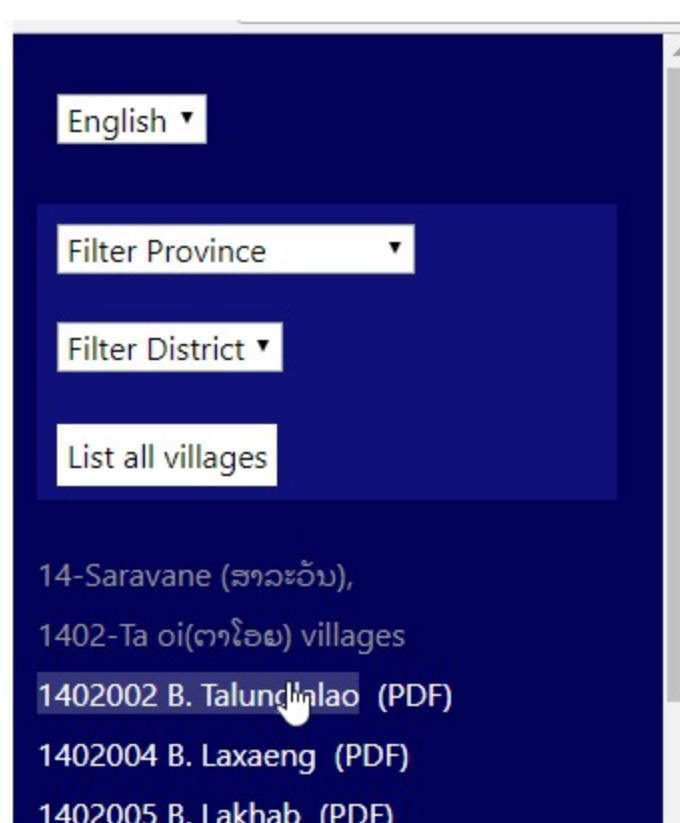 English
Filter Province
Filter District
List all villages
14-Saravane (ສາລະວັນ),
1402-Ta oi(ຕາໂອຍ) villages
1402002 B. (PDF)
1402004 B. Laxaeng (PDF)
1402005 B. Lakhab (PDF)